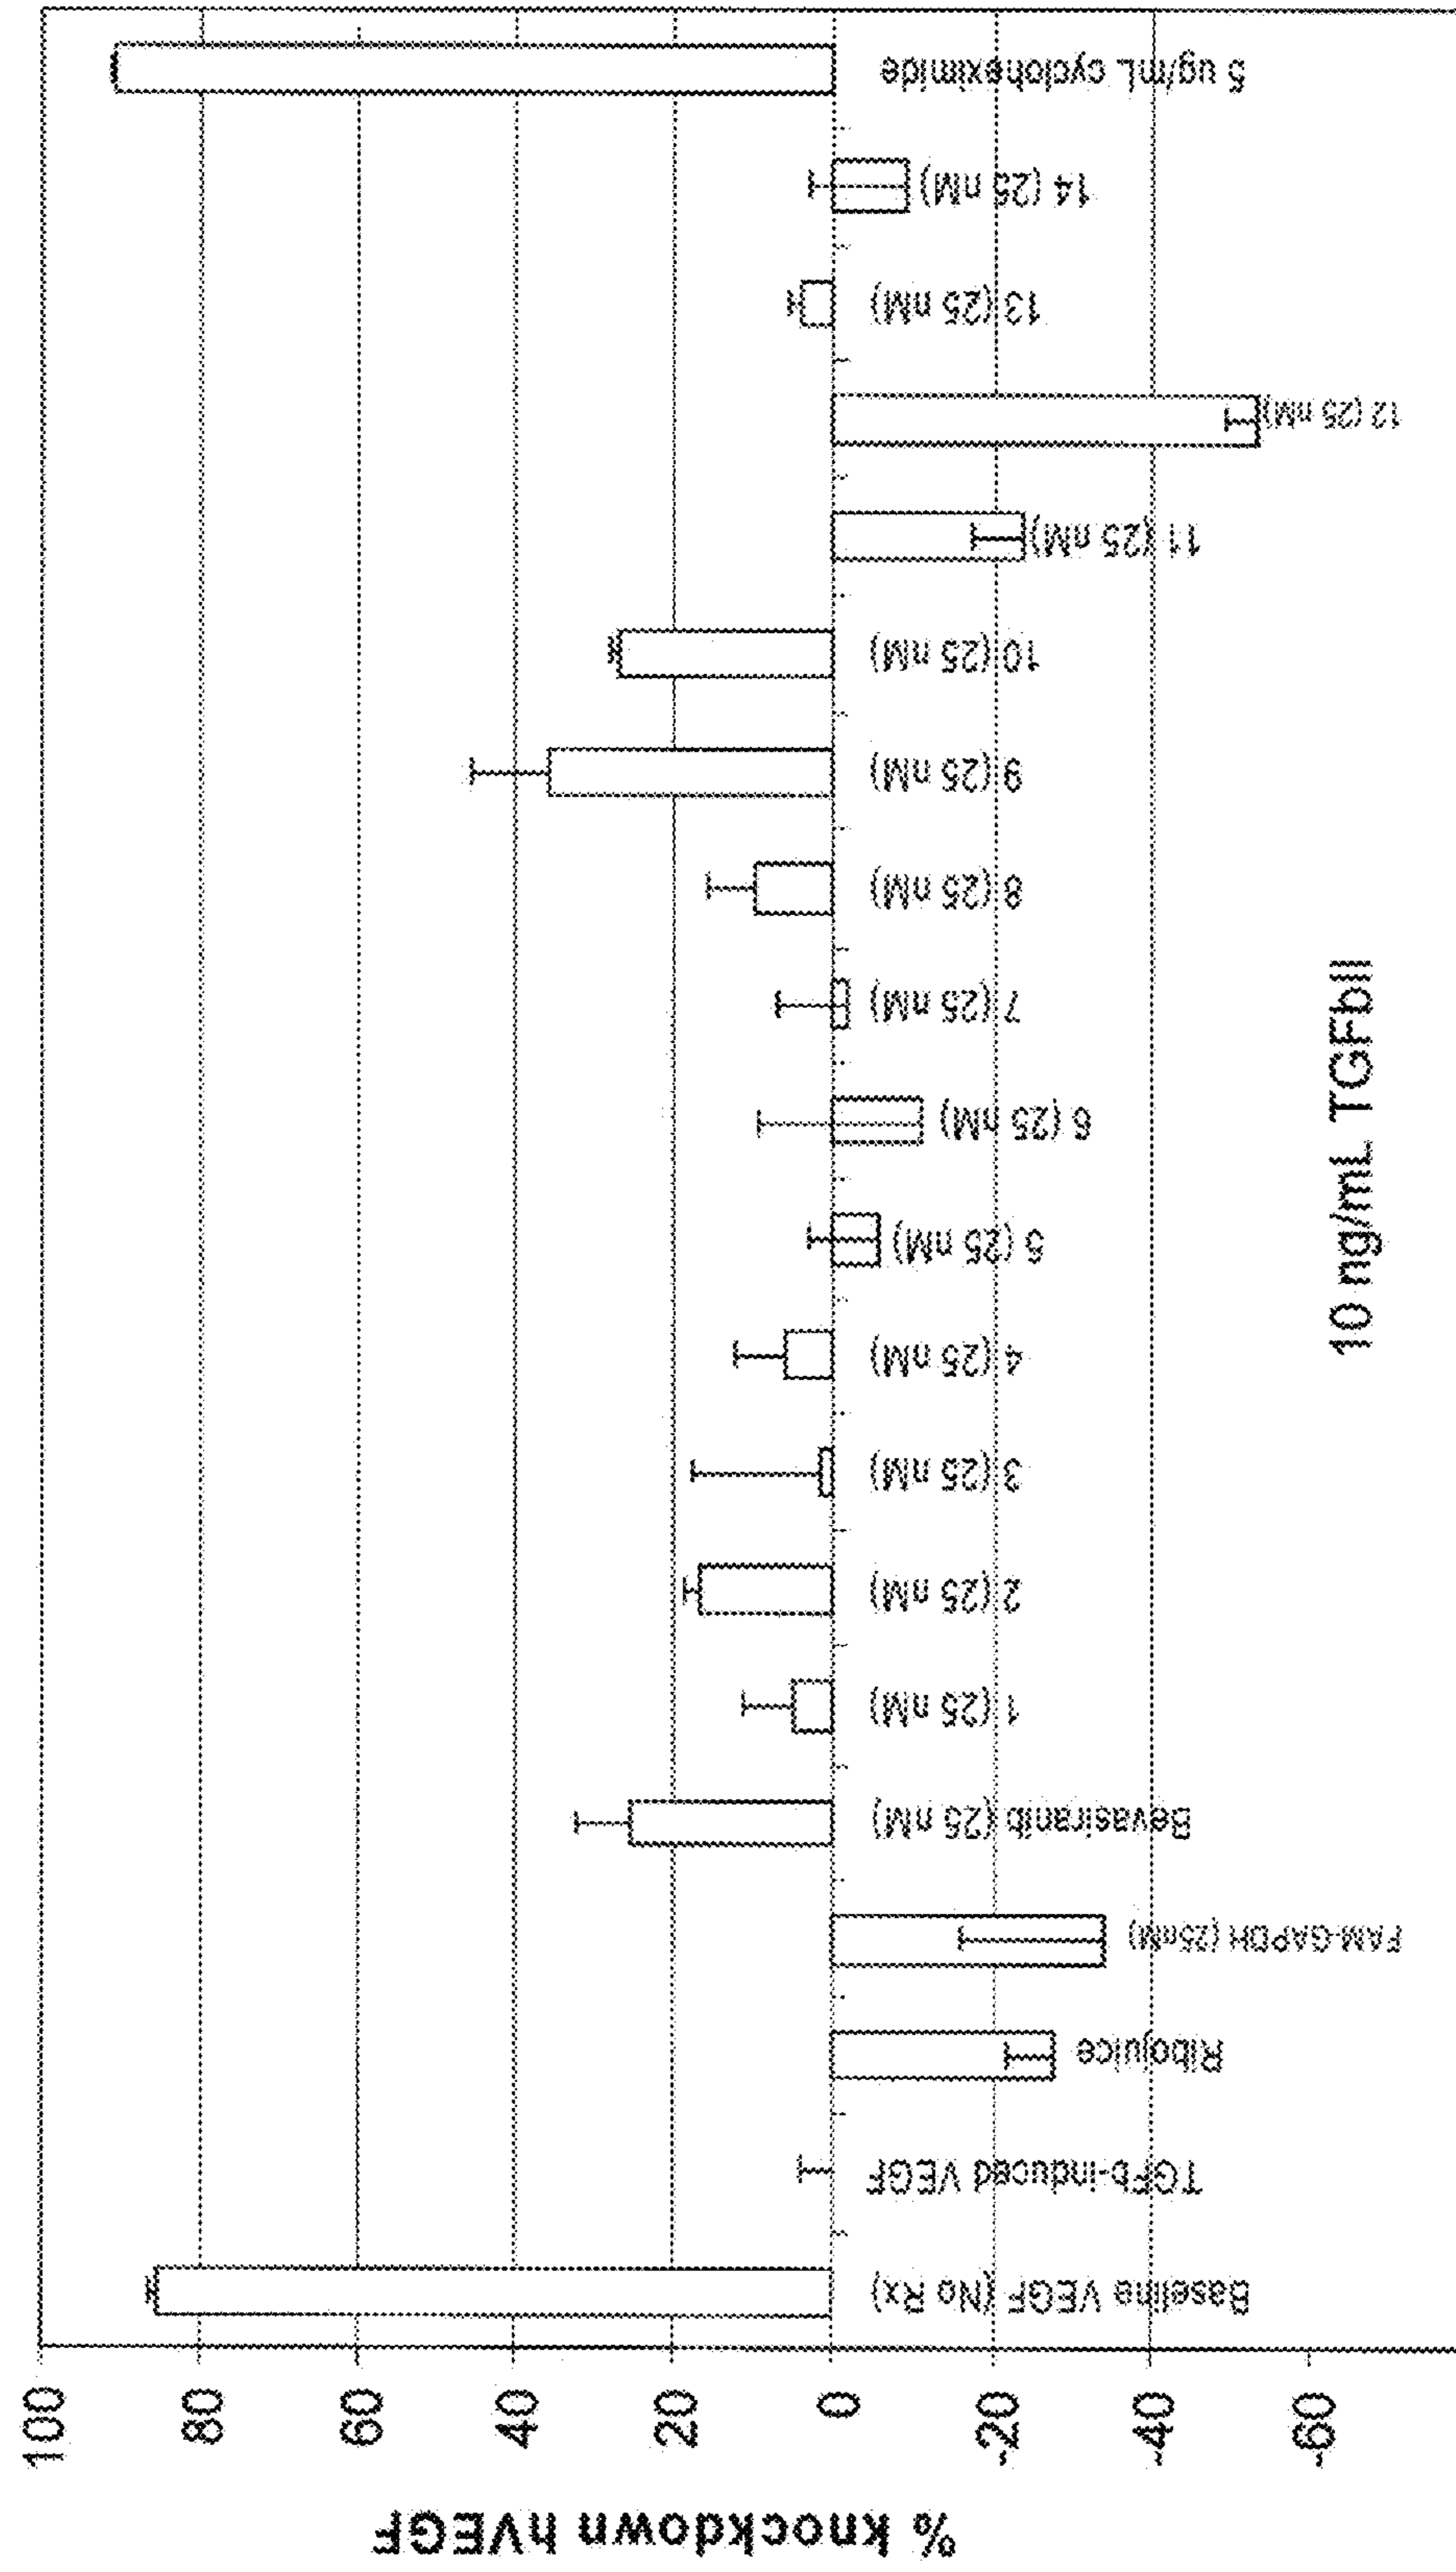 % knockdown hVEGF
100
80
60
40
20
0
-20
-40
-60
Baseline VEGF (No Rx)
TGFb-induced VEGF
Ribojuice
FAM-GAPDH (25nM)
Bevasiranib (25 nM)
1 (25 nM)
2 (25 nM)
3 (25 nM)
4 (25 nM)
5 (25 nM)
6 (25 nM)
7 (25 nM)
8 (25 nM)
9 (25 nM)
10 (25 nM)
11 (25 nM)
12 (25 nM)
13 (25 nM)
14 (25 nM)
5 ug/mL cycloheximide
10 ng/mL TGFbII